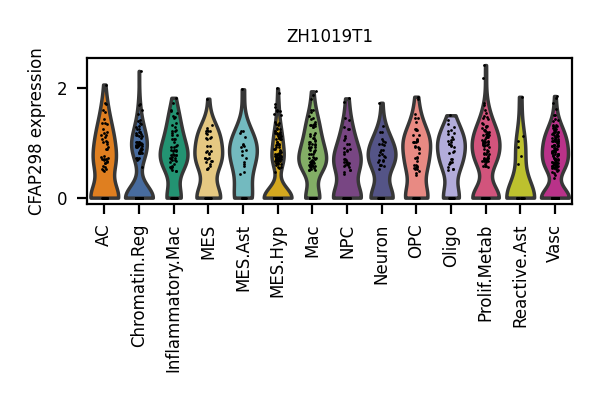 ZH1019T1
CFAP298 expression
2
0
AC
Chromatin.Reg
Inflammatory.Mac
MES
MES.Ast
MES.Hyp
Mac
NPC
Neuron
OPC
Oligo
Prolif.Metab
Reactive.Ast
Vasc